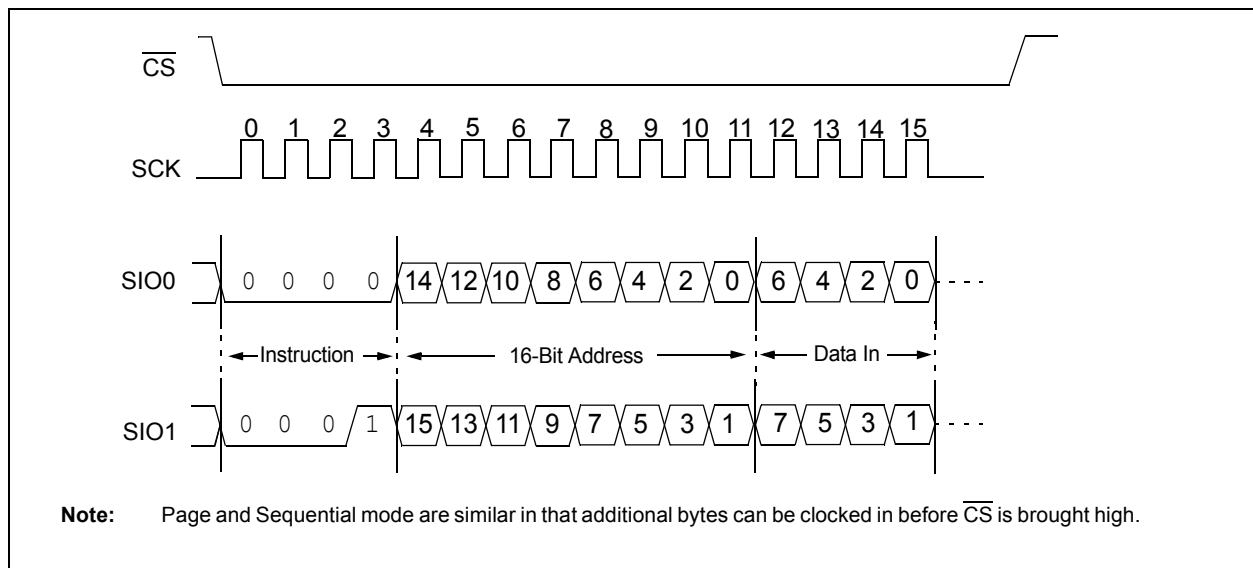 CS
0 1 2 3 4 5 6 7 8 9 10 11 12 13 14 15
SCK
SIO0 0 0 0 0 14 12 10 8 6 4 2 0 6 4 2 0
Instruction 16-Bit Address Data In
SIO1 0 0 0 1 15 13 11 9 7 5 3 1 7 5 3 1
Note: Page and Sequential mode are similar in that additional bytes can be clocked in before CS is brought high.